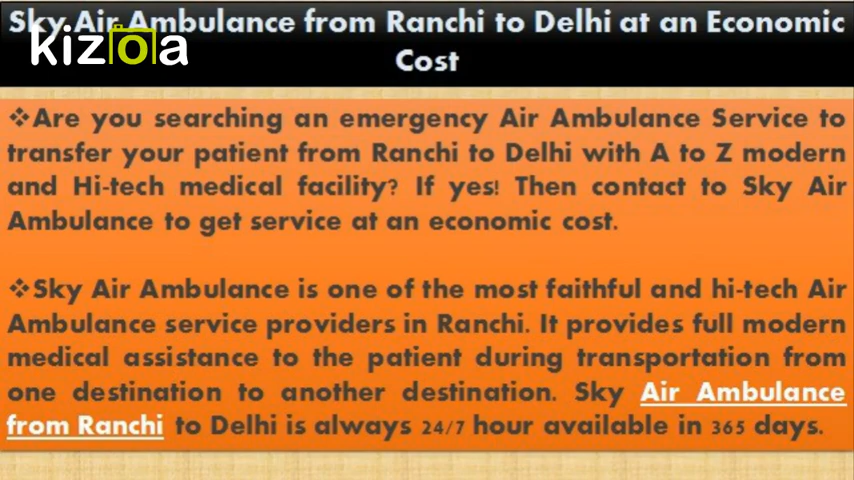 Sky Air Ambulance from Ranchi to Delhi at an Economic
Cost
kizoa
❖Are you searching an emergency Air Ambulance Service to
transfer your patient from Ranchi to Delhi with A to Z modern
and Hi-tech medical facility? If yes! Then contact to Sky Air
Ambulance to get service at an economic cost.
❖Sky Air Ambulance is one of the most faithful and hi-tech Air
Ambulance service providers in Ranchi. It provides full modern
medical assistance to the patient during transportation from
one destination to another destination. Sky Air Ambulance
from Ranchi to Delhi is always 24/7 hour available in 365 days.